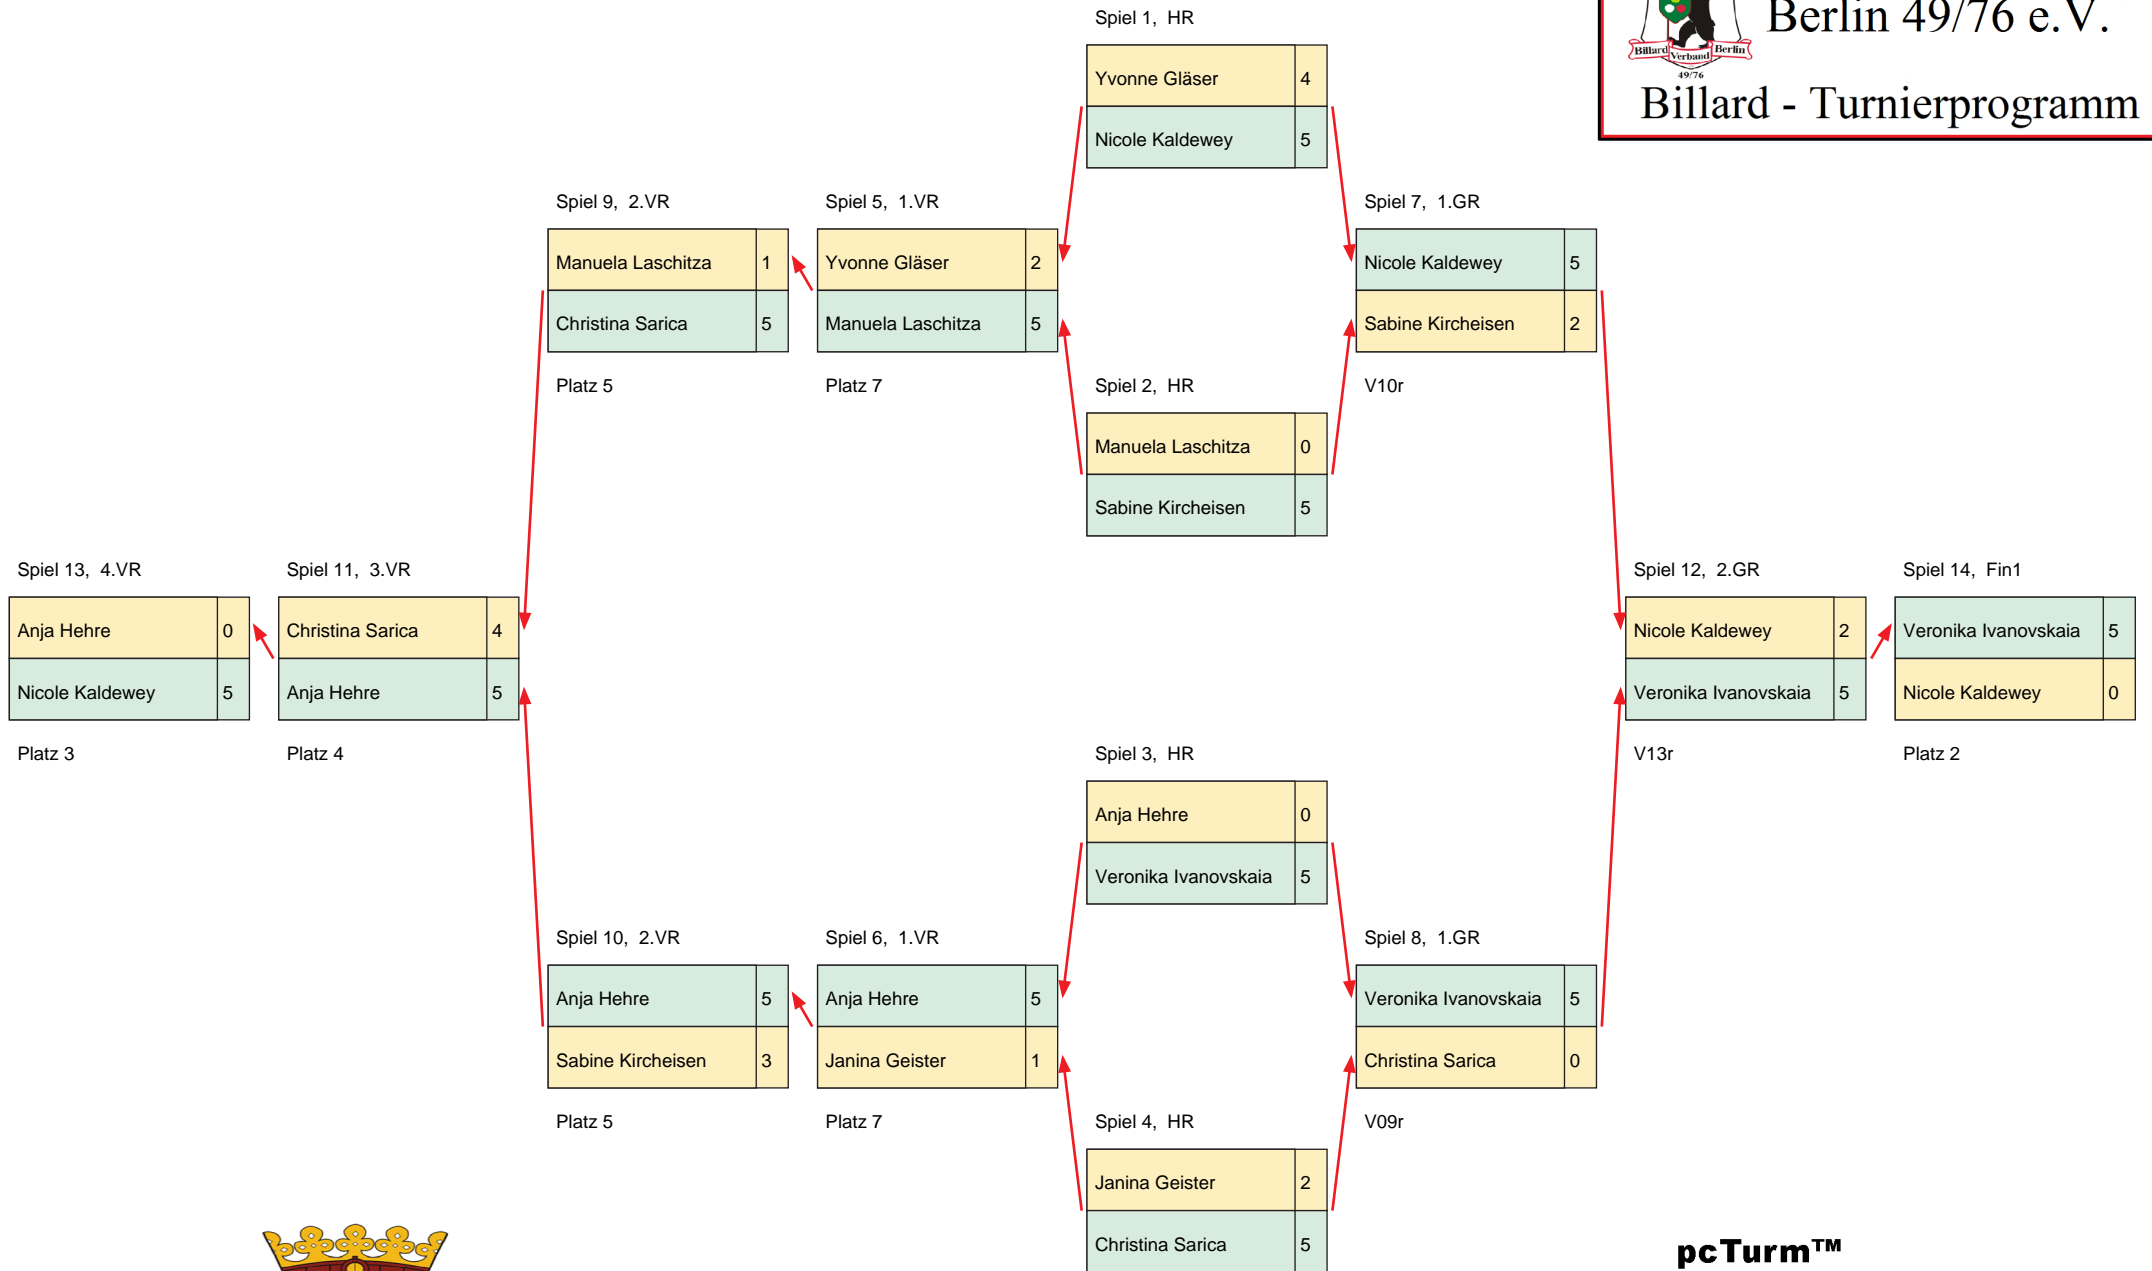 Berlin 49/76 e.V.
Billard Verband Berlin
49/76
Billard - Turnierprogramm
Spiel 1, HR
Yvonne Gläser 4
Nicole Kaldewey 5
Spiel 9, 2.VR
Manuela Laschitza 1
Christina Sarica 5
Platz 5
Spiel 5, 1.VR
Yvonne Gläser 2
Manuela Laschitza 5
Platz 7
Spiel 7, 1.GR
Nicole Kaldewey 5
Sabine Kircheisen 2
V10r
Spiel 2, HR
Manuela Laschitza 0
Sabine Kircheisen 5
Spiel 13, 4.VR
Anja Hehre 0
Nicole Kaldewey 5
Platz 3
Spiel 11, 3.VR
Christina Sarica 4
Anja Hehre 5
Platz 4
Spiel 12, 2.GR
Nicole Kaldewey 2
Veronika Ivanovskaia 5
V13r
Spiel 14, Fin1
Veronika Ivanovskaia 5
Nicole Kaldewey 0
Platz 2
Spiel 3, HR
Anja Hehre 0
Veronika Ivanovskaia 5
Spiel 10, 2.VR
Anja Hehre 5
Sabine Kircheisen 3
Platz 5
Spiel 6, 1.VR
Anja Hehre 5
Janina Geister 1
Platz 7
Spiel 8, 1.GR
Veronika Ivanovskaia 5
Christina Sarica 0
V09r
Spiel 4, HR
Janina Geister 2
Christina Sarica 5
pcTurm™